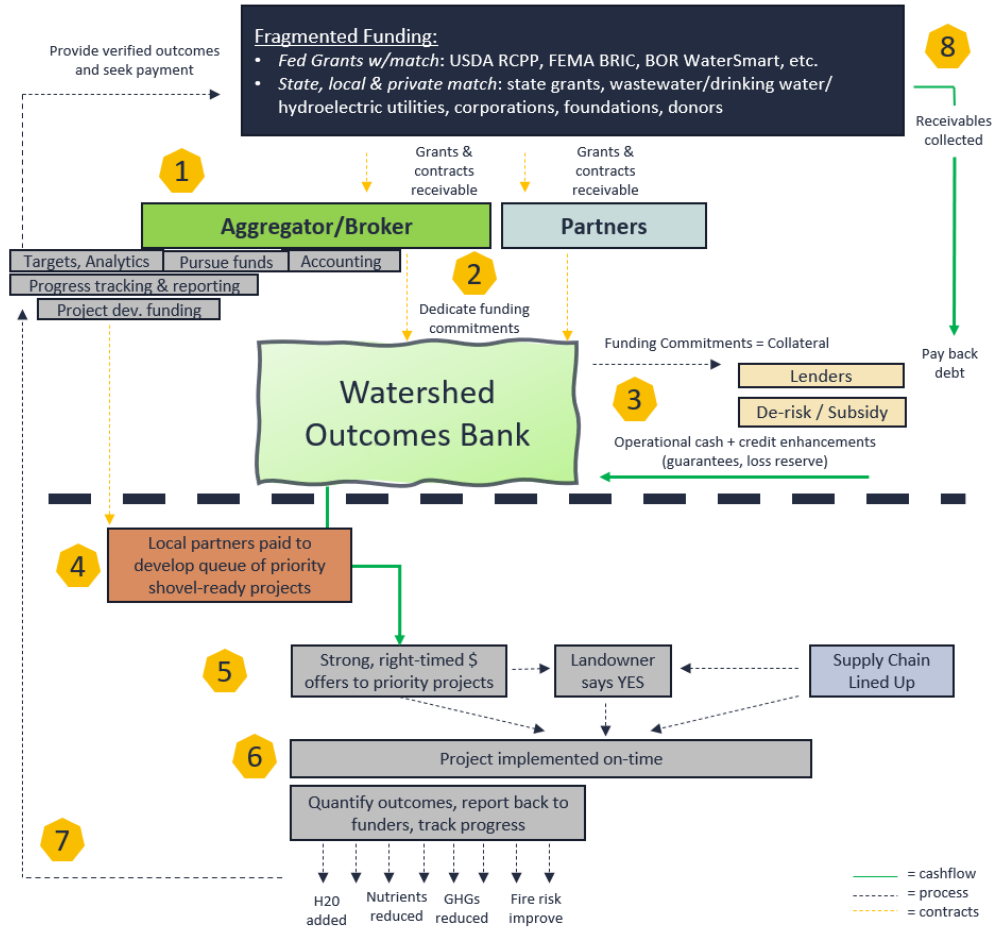 Provide verified outcomes
and seek payment
Fragmented Funding:
• Fed Grants w/match: USDA RCPP, FEMA BRIC, BOR WaterSmart, etc.
• State, local & private match: state grants, wastewater/drinking water/
hydroelectric utilities, corporations, foundations, donors
8
Receivables
collected
1
Grants &
contracts
receivable
Grants &
contracts
receivable
Aggregator/Broker
Partners
Targets, Analytics
Pursue funds
Accounting
Progress tracking & reporting
Project dev. funding
2
Dedicate funding
commitments
Watershed
Outcomes Bank
Funding Commitments = Collateral
3
Lenders
De-risk / Subsidy
Pay back
debt
Operational cash + credit enhancements
(guarantees, loss reserve)
4
Local partners paid to
develop queue of priority
shovel-ready projects
5
Strong, right-timed $
offers to priority projects
Landowner
says YES
Supply Chain
Lined Up
6
Project implemented on-time
Quantify outcomes, report back to
funders, track progress
7
H20
added
Nutrients
reduced
GHGs
reduced
Fire risk
improve
= cashflow
= process
= contracts